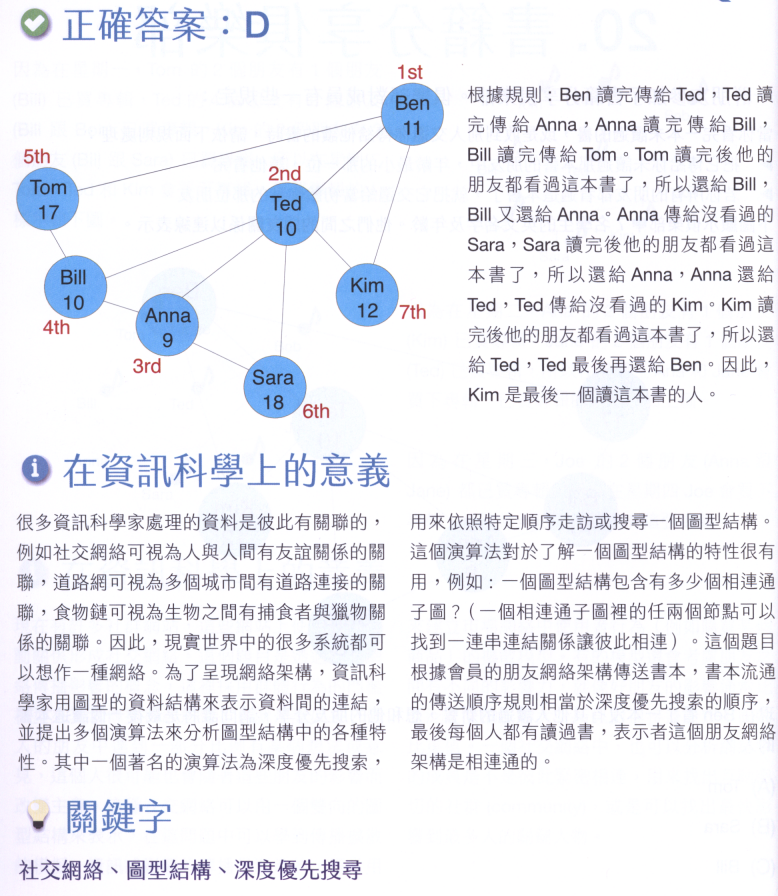 正確答案：D
1st
Ben
11
5th
Tom
17
2nd
Ted
10
Bill
10
4th
Anna
9
3rd
Kim
12
7th
Sara
18
6th
根據規則：Ben 讀完傳給 Ted，Ted 讀
完傳給 Anna，Anna 讀完傳給 Bill，
Bill 讀完傳給 Tom。Tom 讀完後他的
朋友都看過這本書了，所以還給 Bill，
Bill 又還給 Anna。Anna 傳給沒看過的
Sara，Sara 讀完後他的朋友都看過這
本書了，所以還給 Anna，Anna 還給
Ted，Ted 傳給沒看過的 Kim。Kim 讀
完後他的朋友都看過這本書了，所以還
給 Ted，Ted 最後再還給 Ben。因此，
Kim 是最後一個讀這本書的人。
在資訊科學上的意義
很多資訊科學家處理的資料是彼此有關聯的，
例如社交網絡可視為人與人間有友誼關係的關
聯，道路網可視為多個城市間有道路連接的關
聯，食物鏈可視為生物之間有捕食者與獵物關
係的關聯。因此，現實世界中的很多系統都可
以想作一種網絡。為了呈現網絡架構，資訊科
學家用圖型的資料結構來表示資料間的連結，
並提出多個演算法來分析圖型結構中的各種特
性。其中一個著名的演算法為深度優先搜索，
用來依照特定順序走訪或搜尋一個圖型結構。
這個演算法對於了解一個圖型結構的特性很有
用，例如：一個圖型結構包含有多少個相連通
子圖？（一個相連通子圖裡的任兩個節點可以
找到一連串連結關係讓彼此相連）。這個題目
根據會員的朋友網絡架構傳送書本，書本流通
的傳送順序規則相當於深度優先搜索的順序，
最後每個人都有讀過書，表示者這個朋友網絡
架構是相連通的。
關鍵字
社交網絡、圖型結構、深度優先搜尋